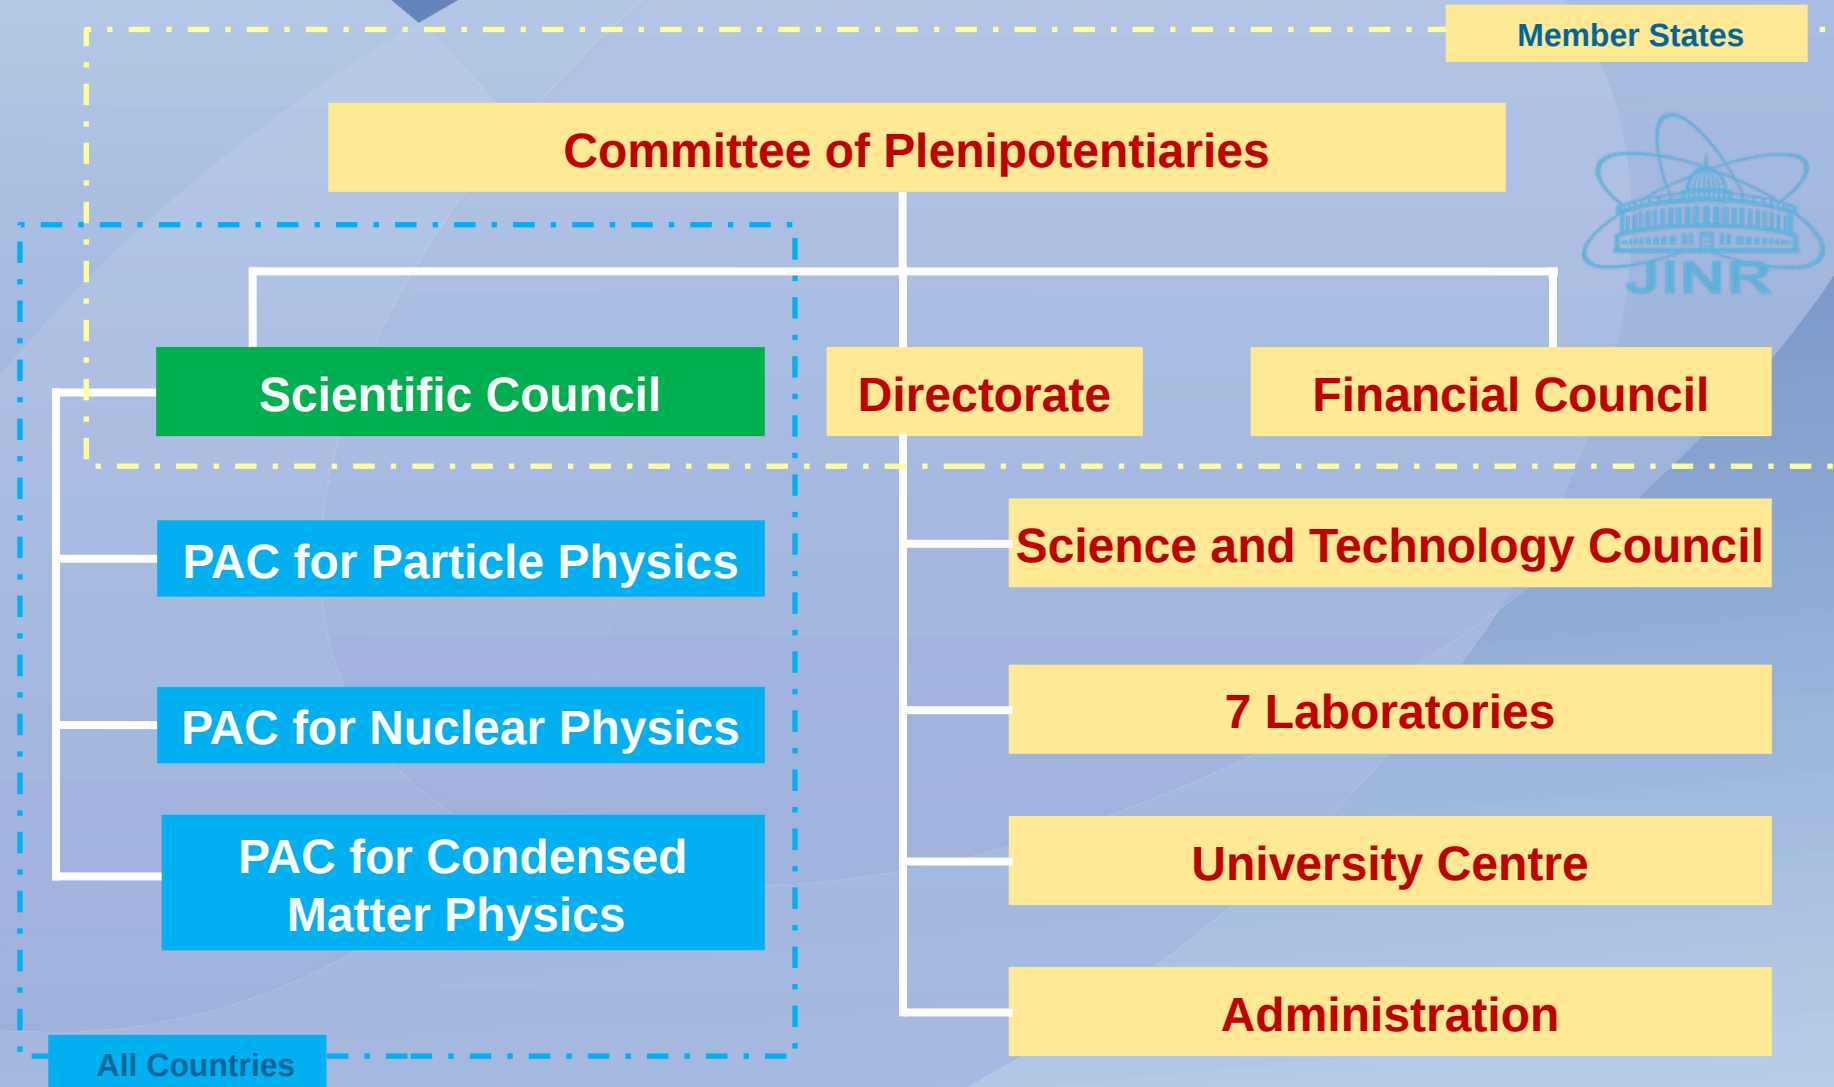 Member States
Committee of Plenipotentiaries
JINR
Scientific Council
Directorate
Financial Council
PAC for Particle Physics
Science and Technology Council
PAC for Nuclear Physics
7 Laboratories
PAC for Condensed
Matter Physics
University Centre
Administration
All Countries